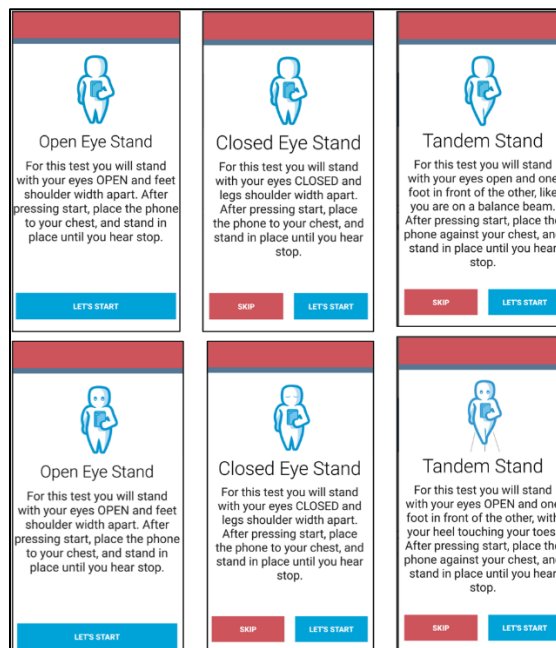 Open Eye Stand
For this test you will stand
with your eyes OPEN and feet
shoulder width apart. After
pressing start, place the phone
to your chest, and stand in
place until you hear stop.
LET'S START
Closed Eye Stand
For this test you will stand
with your eyes CLOSED and
legs shoulder width apart.
After pressing start, place
the phone to your chest, and
stand in place until you hear
stop.
SKIP
LET'S START
Tandem Stand
For this test you will stand
with your eyes open and one
foot in front of the other, like
you are on a balance beam.
After pressing start, place the
phone against your chest, and
stand in place until you hear
stop.
SKIP
LET'S START
Open Eye Stand
For this test you will stand
with your eyes OPEN and feet
shoulder width apart. After
pressing start, place the phone
to your chest, and stand in
place until you hear stop.
LET'S START
Closed Eye Stand
For this test you will stand
with your eyes CLOSED and
legs shoulder width apart.
After pressing start, place
the phone to your chest, and
stand in place until you hear
stop.
SKIP
LET'S START
Tandem Stand
For this test you will stand
with your eyes OPEN and one
foot in front of the other, with
your heel touching your toes.
After pressing start, place the
phone against your chest, and
stand in place until you hear
stop.
SKIP
LET'S START